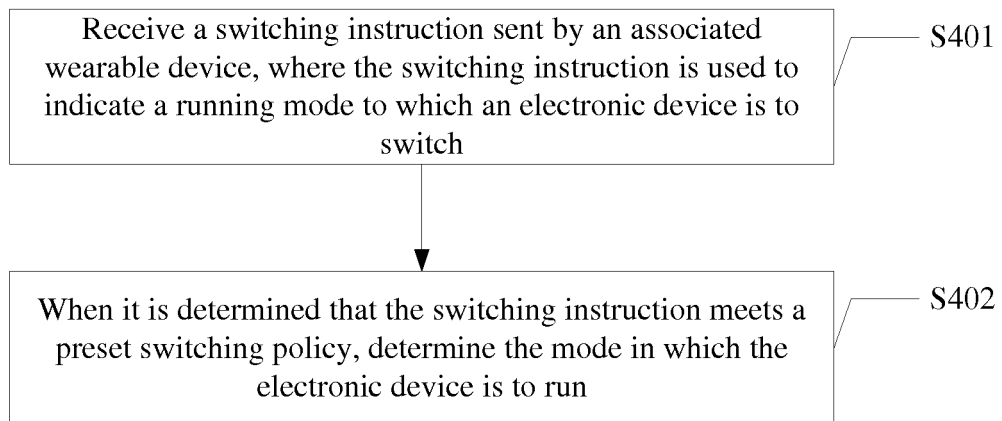 Receive a switching instruction sent by an associated
wearable device, where the switching instruction is used to
indicate a running mode to which an electronic device is to
switch
S401
When it is determined that the switching instruction meets a
preset switching policy, determine the mode in which the
electronic device is to run
S402